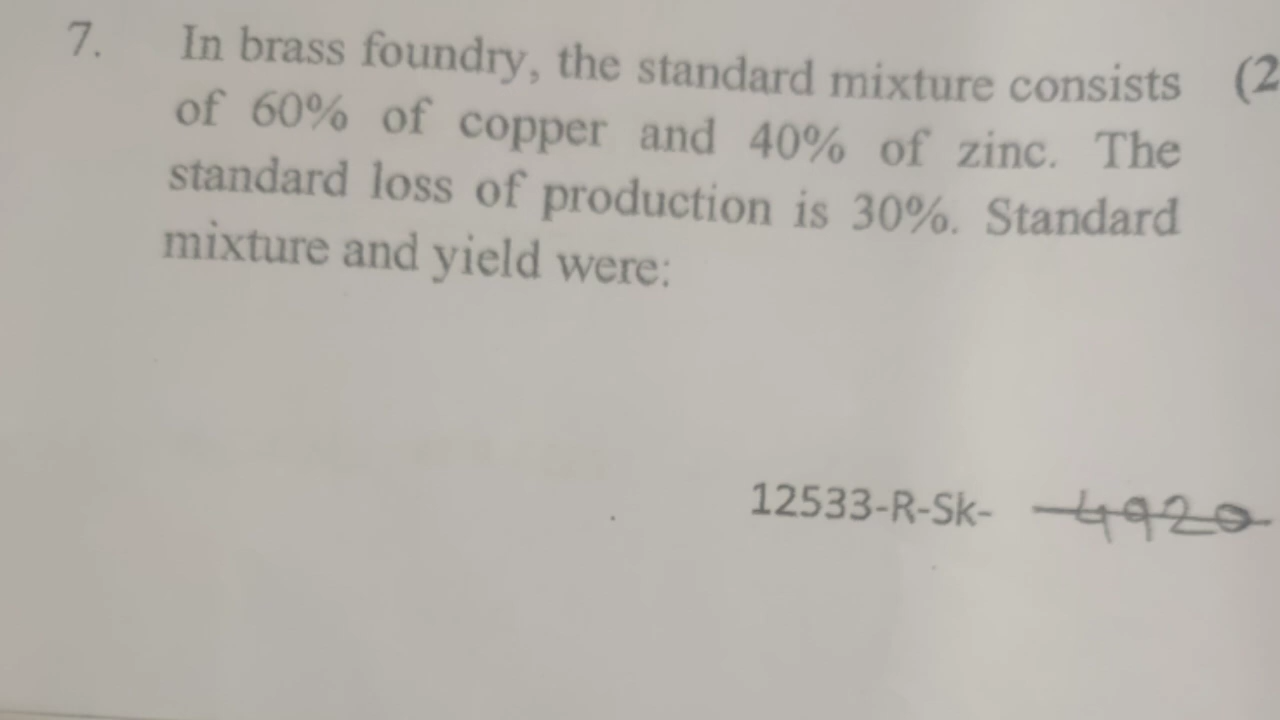 7. In brass foundry, the standard mixture consists (2
of 60% of copper and 40% of zinc. The
standard loss of production is 30%. Standard
mixture and yield were:
12533-R-Sk- 4920